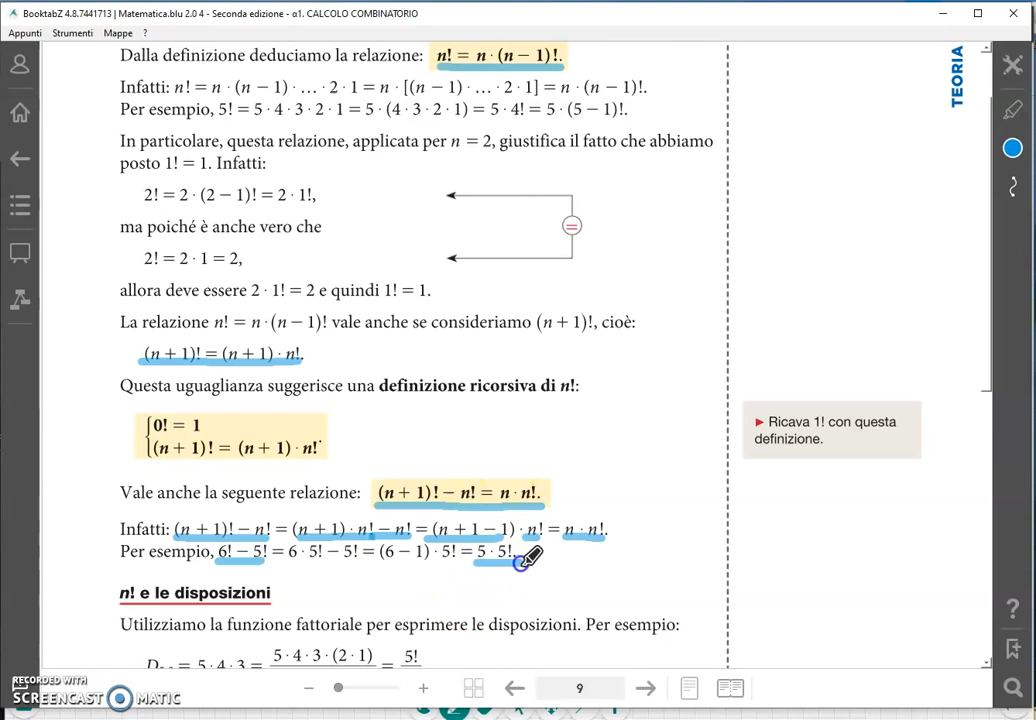 BooktabZ 4.8.7441713 | Matematica.blu 2.0 4 - Seconda edizione - α1. CALCOLO COMBINATORIO
Appunti Strumenti Mappe ?
Dalla definizione deduciamo la relazione: n! = n · (n − 1)!.
Infatti: n! = n · (n − 1) · … · 2 · 1 = n · [(n − 1) · … · 2 · 1] = n · (n − 1)!.
Per esempio, 5! = 5 · 4 · 3 · 2 · 1 = 5 · (4 · 3 · 2 · 1) = 5 · 4! = 5 · (5 − 1)!.
In particolare, questa relazione, applicata per n = 2, giustifica il fatto che abbiamo
posto 1! = 1. Infatti:
2! = 2 · (2 − 1)! = 2 · 1!,
ma poiché è anche vero che
=
2! = 2 · 1 = 2,
allora deve essere 2 · 1! = 2 e quindi 1! = 1.
La relazione n! = n · (n − 1)! vale anche se consideriamo (n + 1)!, cioè:
(n + 1)! = (n + 1) · n!.
Questa uguaglianza suggerisce una definizione ricorsiva di n!:
0! = 1
(n + 1)! = (n + 1) · n!
.
Vale anche la seguente relazione: (n + 1)! − n! = n · n!.
Infatti: (n + 1)! − n! = (n + 1) · n! − n! = (n + 1 − 1) · n! = n · n!.
Per esempio, 6! − 5! = 6 · 5! − 5! = (6 − 1) · 5! = 5 · 5!.
n! e le disposizioni
Utilizziamo la funzione fattoriale per esprimere le disposizioni. Per esempio:
= 5 · 4 · 3 = 5 · 4 · 3 · (2 · 1) = 5!
TEORIA
► Ricava 1! con questa
definizione.
?
− + 9
RECORDED WITH
SCREENCAST MATIC